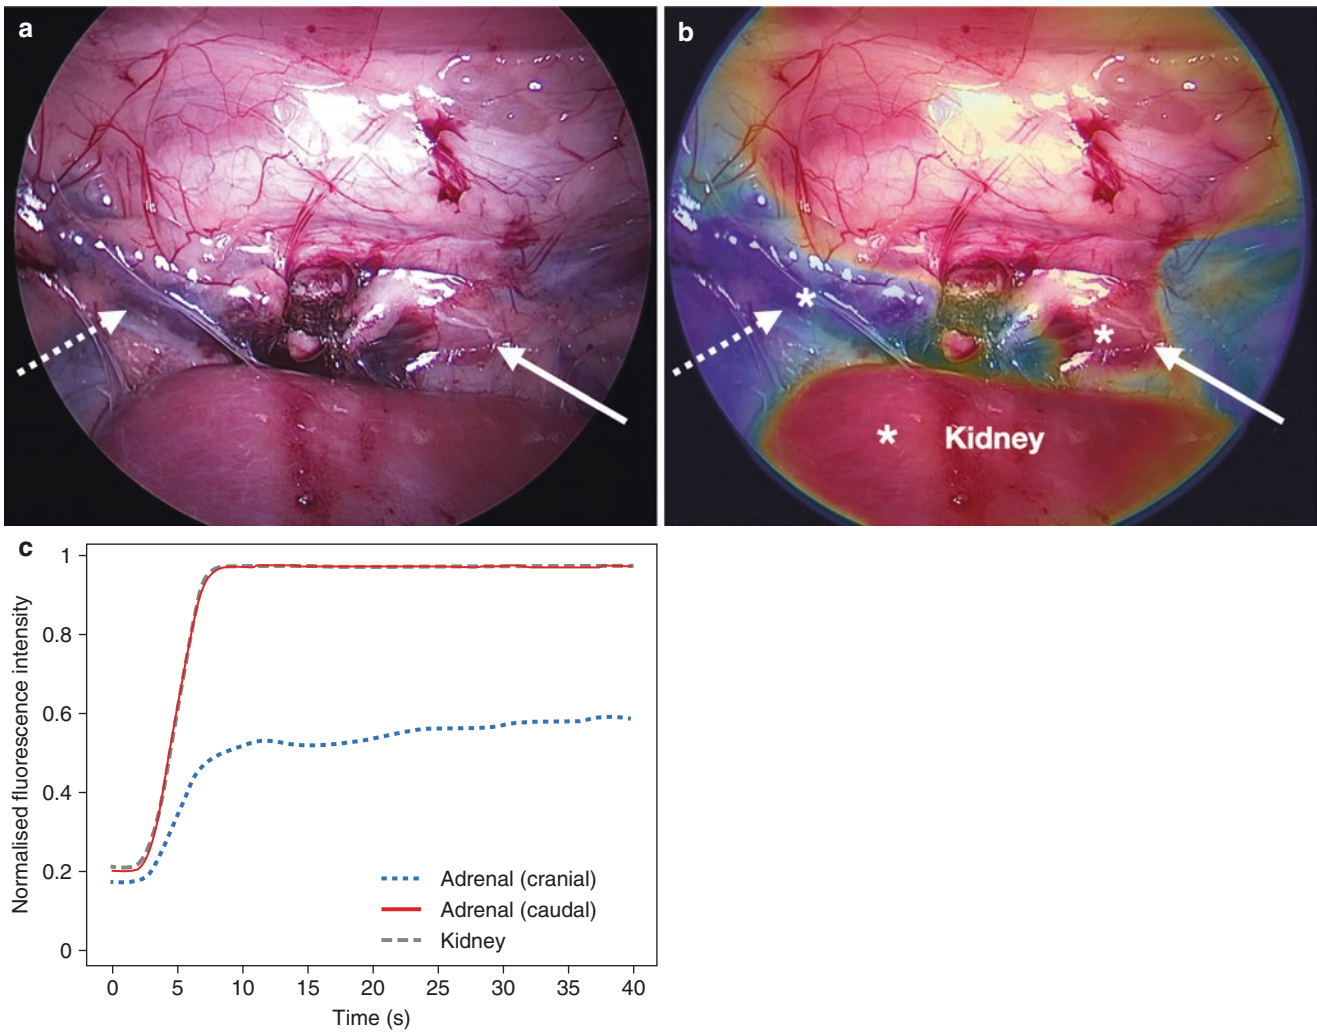 a
b
*
*
*
Kidney
c
Normalised fluorescence intensity
1
0.8
0.6
0.4
0.2
0
Adrenal (cranial)
Adrenal (caudal)
Kidney
0 5 10 15 20 25 30 35 40
Time (s)